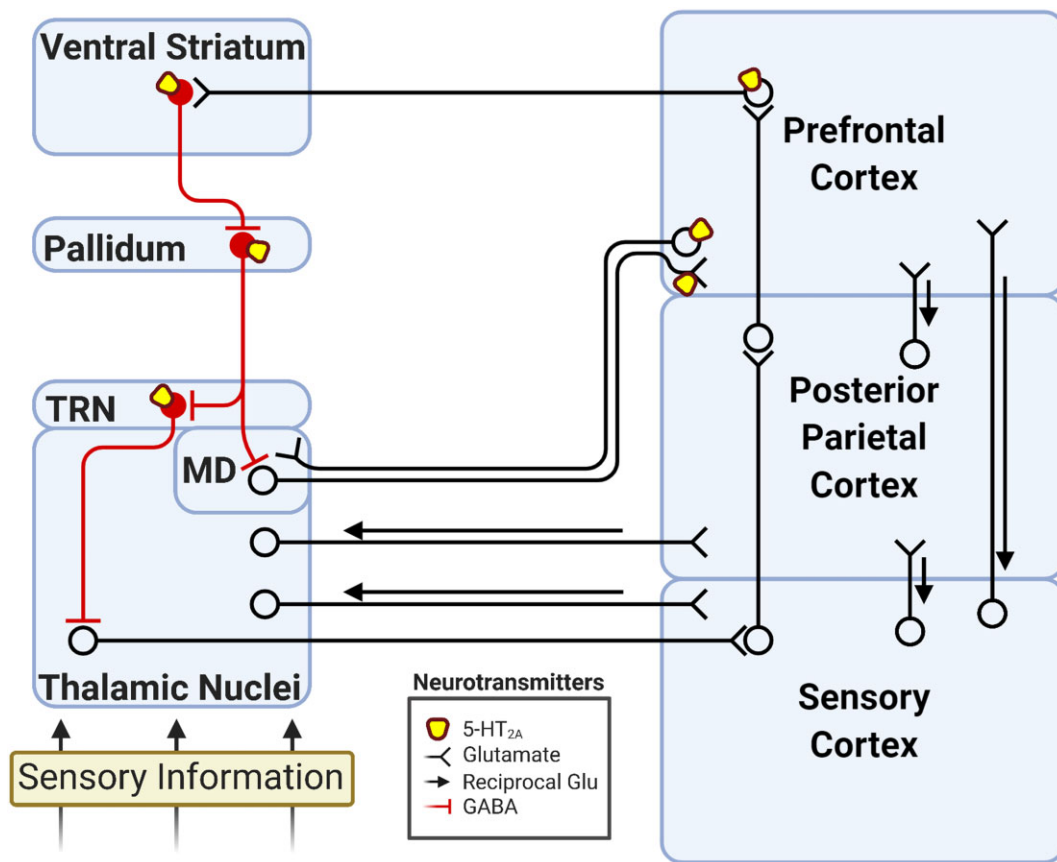 Ventral Striatum
Pallidum
TRN
MD
Thalamic Nuclei
Sensory Information
Prefrontal
Cortex
Posterior
Parietal
Cortex
Sensory
Cortex
Neurotransmitters
5-HT2A
Glutamate
Reciprocal Glu
GABA